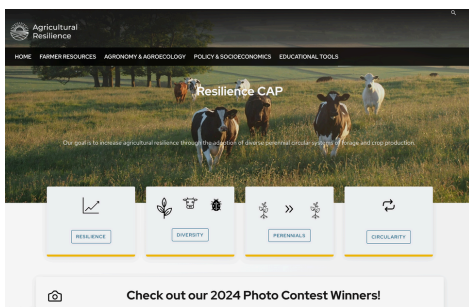 Agricultural
Resilience
HOME FARMER RESOURCES AGRONOMY & AGROECOLOGY POLICY & SOCIOECONOMICS EDUCATIONAL TOOLS
Resilience CAP
Our goal is to increase agricultural resilience through the adoption of diverse perennial circular systems of forage and crop production.
RESILIENCE
DIVERSITY
PERENNIALS
CIRCULARITY
Check out our 2024 Photo Contest Winners!